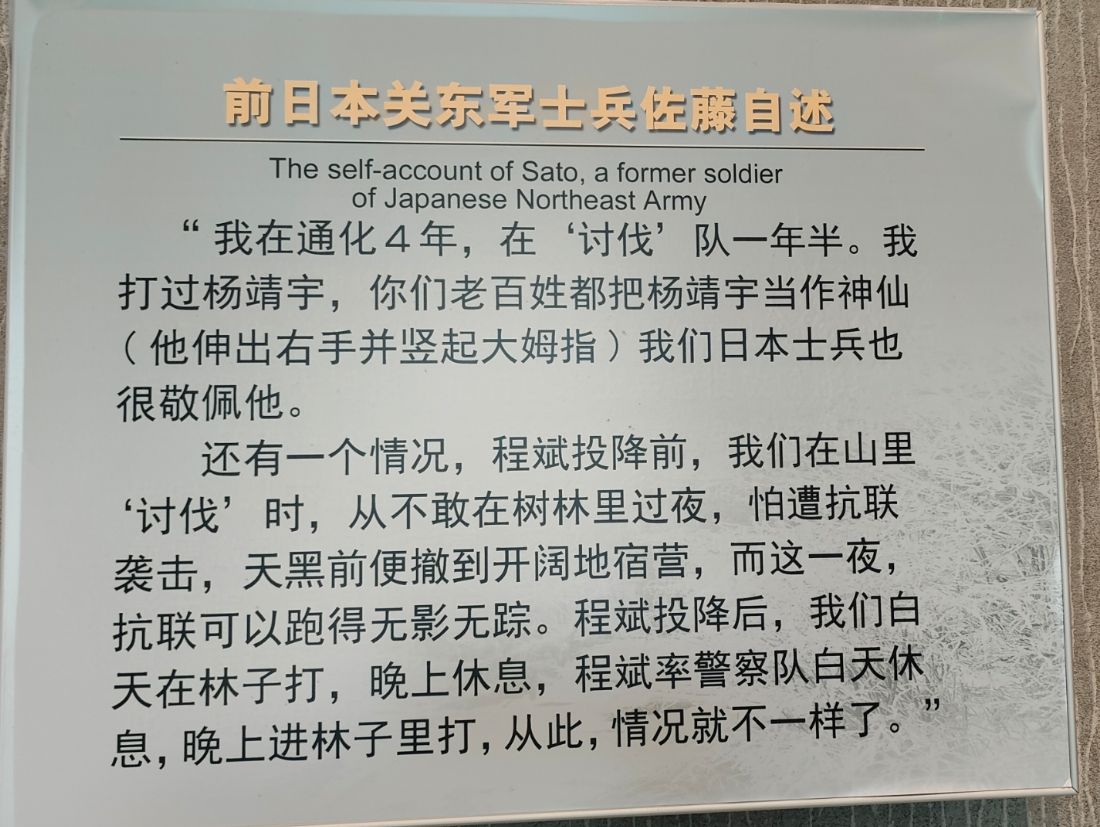 前日本关东军士兵佐藤自述
The self-account of Sato, a former soldier
of Japanese Northeast Army
“我在通化4年，在‘讨伐’队一年半。我
打过杨靖宇，你们老百姓都把杨靖宇当作神仙
（他伸出右手并竖起大姆指）我们日本士兵也
很敬佩他。
还有一个情况，程斌投降前，我们在山里
‘讨伐’时，从不敢在树林里过夜，怕遭抗联
袭击，天黑前便撤到开阔地宿营，而这一夜，
抗联可以跑得无影无踪。程斌投降后，我们白
天在林子打，晚上休息，程斌率警察队白天休
息，晚上进林子里打，从此，情况就不一样了。”